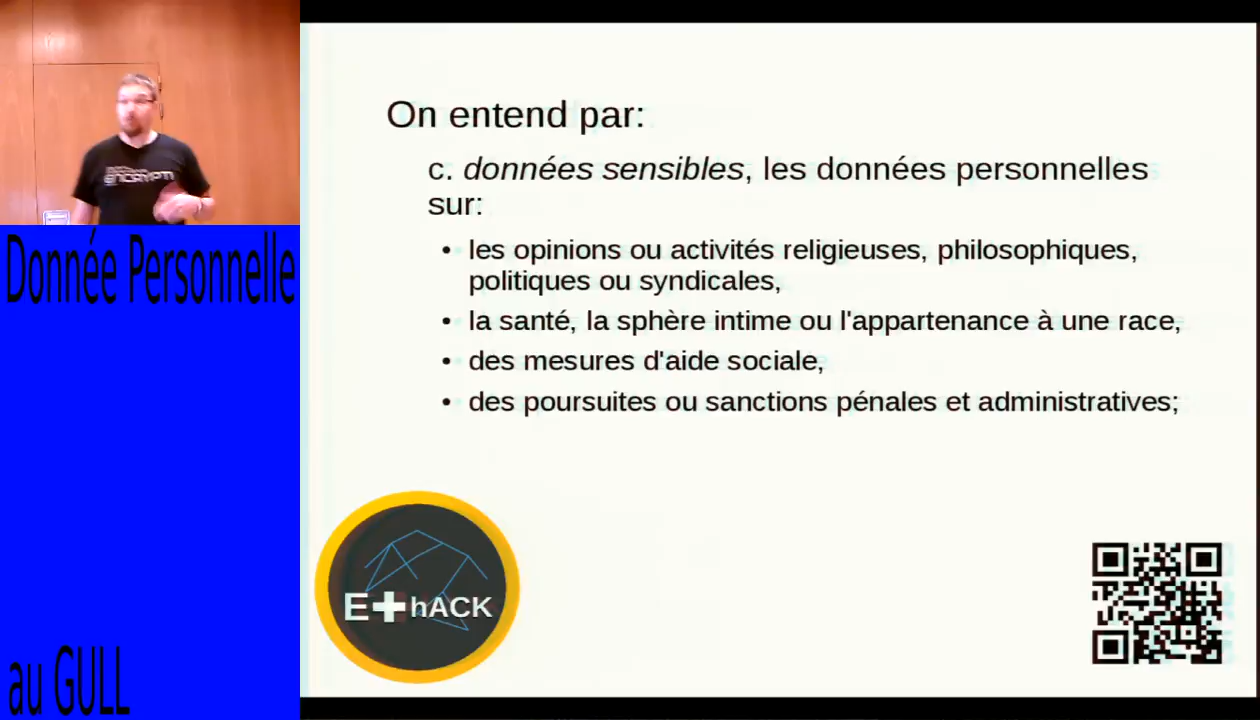 ENCRYPT
Donnée Personnelle
au GULL
On entend par:
c. données sensibles, les données personnelles
sur:
• les opinions ou activités religieuses, philosophiques,
politiques ou syndicales,
• la santé, la sphère intime ou l'appartenance à une race,
• des mesures d'aide sociale,
• des poursuites ou sanctions pénales et administratives;
E+hACK